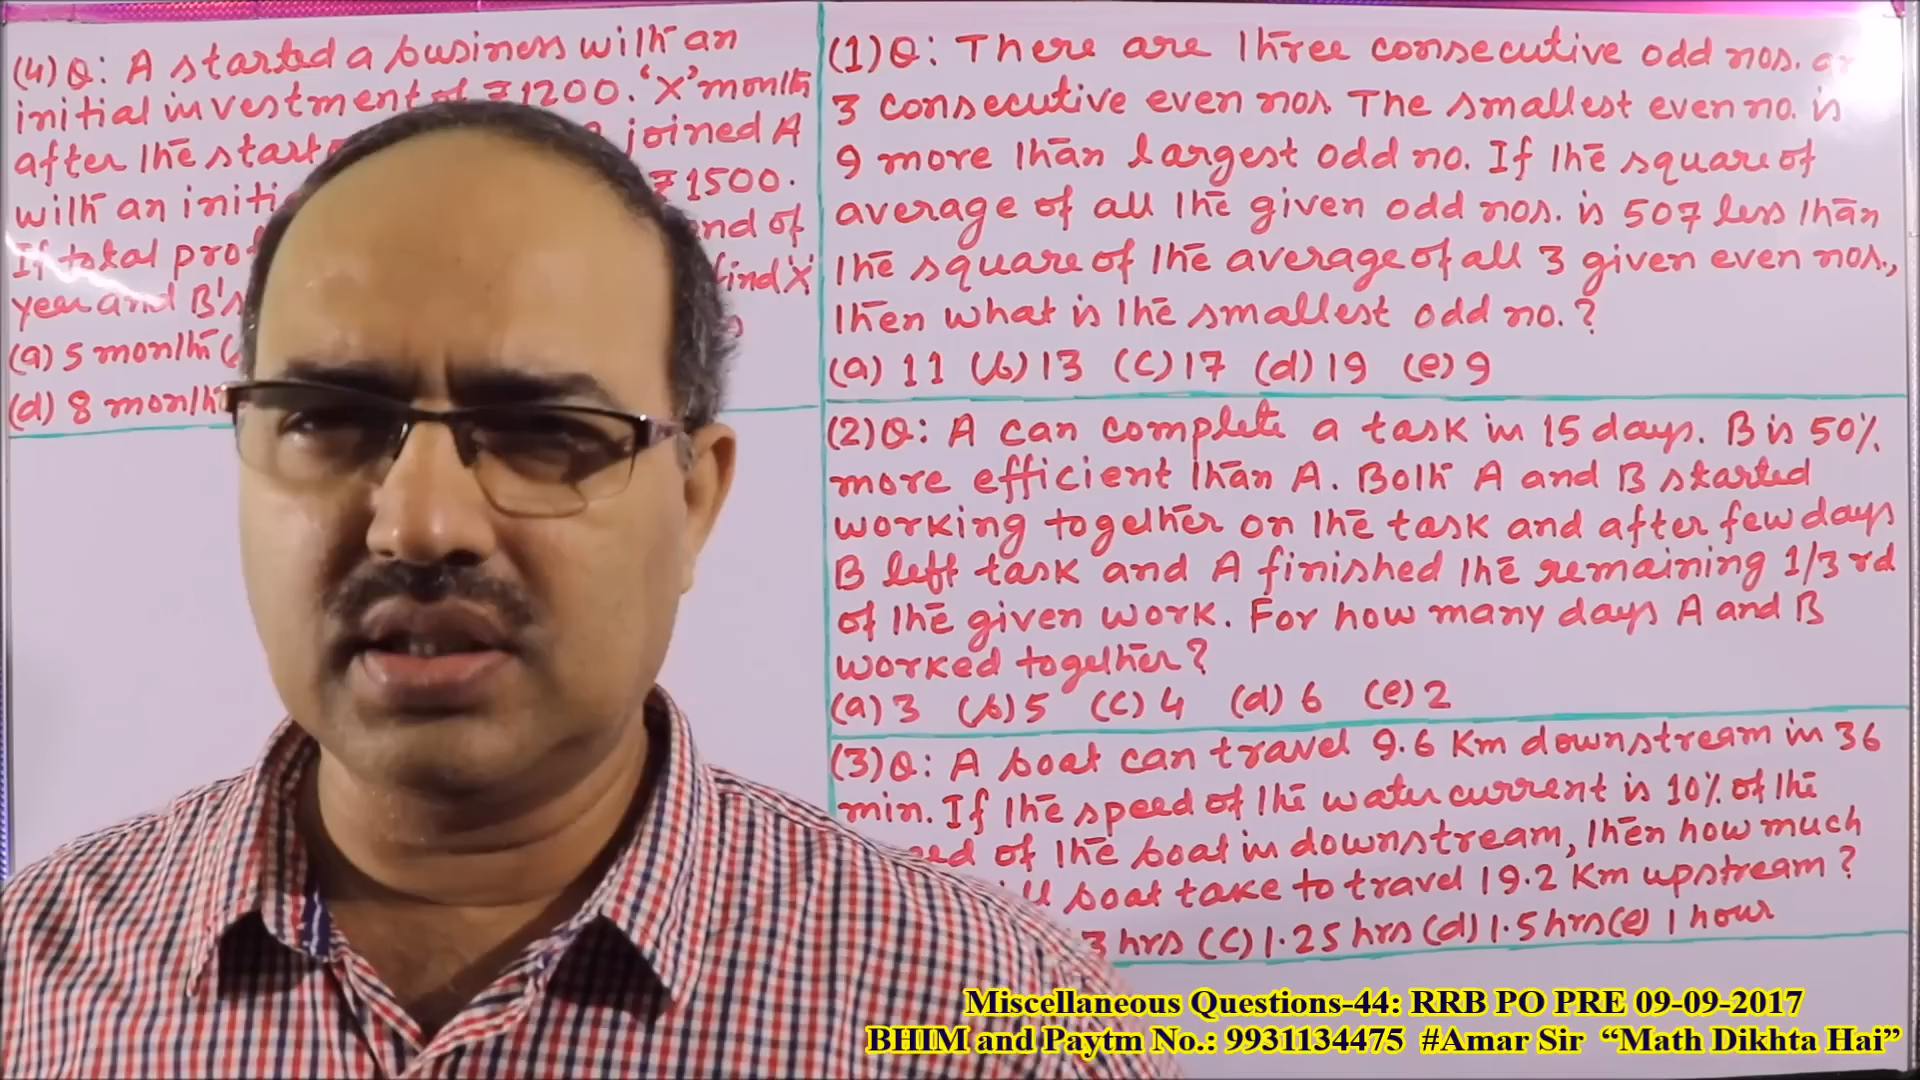 (4)Q: A started a business with an
initial investment of ₹1200. 'X' month
after the start joined A
with an ₹1500.
If total end of
year and B's find 'X'
(a) 5 month
(d) 8 month
(1)Q: There are three consecutive odd nos.
3 consecutive even nos. The smallest even no. is
9 more than largest odd no. If the square of
average of all the given odd nos. is 507 less than
the square of the average of all 3 given even nos.,
then what is the smallest odd no.?
(a) 11 (b) 13 (c) 17 (d) 19 (e) 9
(2)Q: A can complete a task in 15 days. B is 50%
more efficient than A. Both A and B started
working together on the task and after few days
B left task and A finished the remaining 1/3 rd
of the given work. For how many days A and B
worked together?
(a) 3 (b) 5 (c) 4 (d) 6 (e) 2
(3)Q: A boat can travel 9.6 Km downstream in 36
min. If the speed of the water current is 10% of the
of the boat in downstream, then how much
boat take to travel 19.2 Km upstream?
3 hrs (c) 1.25 hrs (d) 1.5 hrs (e) 1 hour
Miscellaneous Questions-44: RRB PO PRE 09-09-2017
BHIM and Paytm No.: 9931134475 #Amar Sir “Math Dikhta Hai”